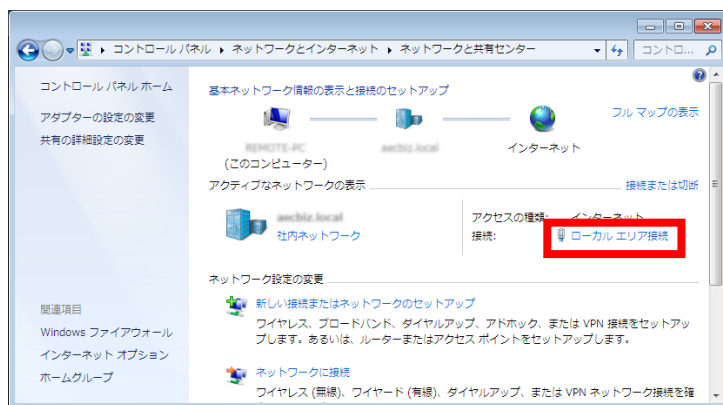 コントロール パネル ▸ ネットワークとインターネット ▸ ネットワークと共有センター
コントロ...
コントロール パネル ホーム
アダプターの設定の変更
共有の詳細設定の変更
基本ネットワーク情報の表示と接続のセットアップ
フル マップの表示
REMOTE-PC
(このコンピューター)
aecbiz.local
インターネット
アクティブなネットワークの表示
接続または切断
aecbiz.local
社内ネットワーク
アクセスの種類: インターネット
接続: ローカル エリア接続
ネットワーク設定の変更
新しい接続またはネットワークのセットアップ
ワイヤレス、ブロードバンド、ダイヤルアップ、アドホック、または VPN 接続をセットアッ
プします。あるいは、ルーターまたはアクセス ポイントをセットアップします。
ネットワークに接続
ワイヤレス (無線)、ワイヤード (有線)、ダイヤルアップ、または VPN ネットワーク接続を確
関連項目
Windows ファイアウォール
インターネット オプション
ホームグループ